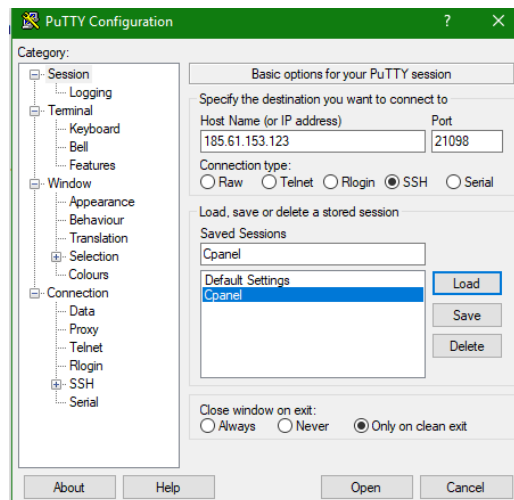 PuTTY Configuration ? ×
Category:
Session
Logging
Terminal
Keyboard
Bell
Features
Window
Appearance
Behaviour
Translation
Selection
Colours
Connection
Data
Proxy
Telnet
Rlogin
SSH
Serial
Basic options for your PuTTY session
Specify the destination you want to connect to
Host Name (or IP address) Port
185.61.153.123 21098
Connection type:
Raw Telnet Rlogin SSH Serial
Load, save or delete a stored session
Saved Sessions
Cpanel
Default Settings
Cpanel
Load
Save
Delete
Close window on exit:
Always Never Only on clean exit
About Help Open Cancel